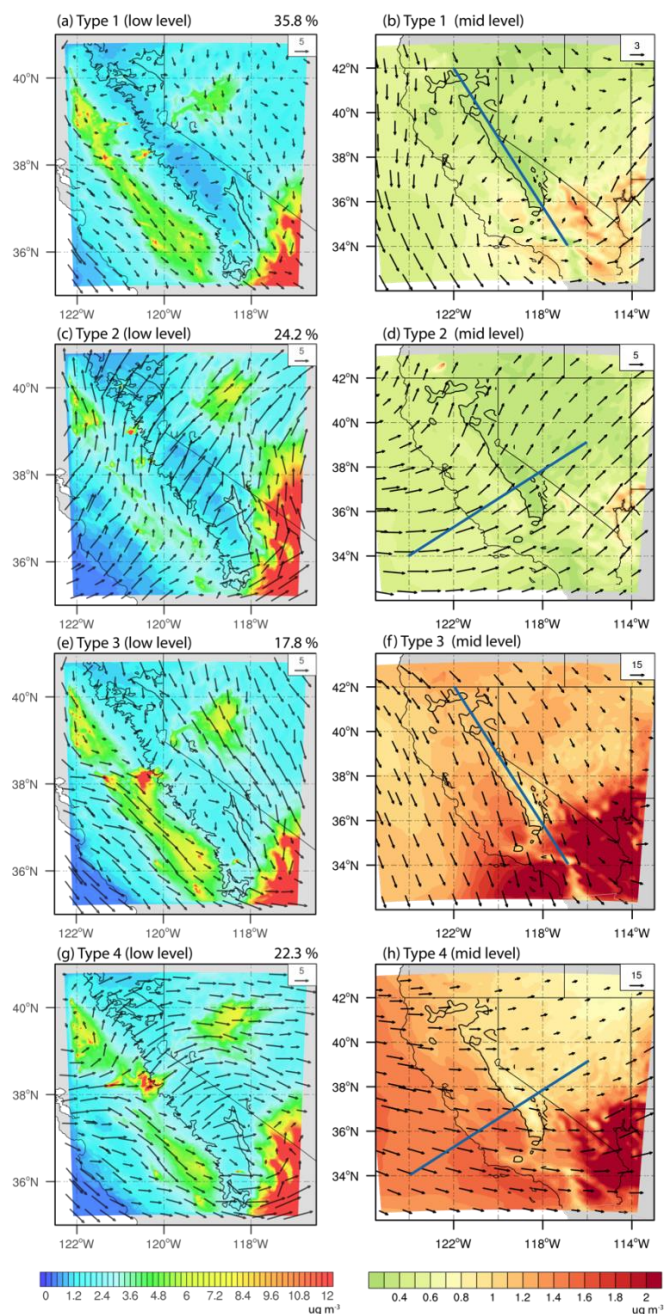 (a) Type 1 (low level) 35.8 %
(b) Type 1 (mid level)
5
3
40°N
38°N
36°N
42°N
40°N
38°N
36°N
34°N
122°W 120°W 118°W
122°W 118°W 114°W
(c) Type 2 (low level) 24.2 %
(d) Type 2 (mid level)
5
5
40°N
38°N
36°N
42°N
40°N
38°N
36°N
34°N
122°W 120°W 118°W
122°W 118°W 114°W
(e) Type 3 (low level) 17.8 %
(f) Type 3 (mid level)
5
15
40°N
38°N
36°N
42°N
40°N
38°N
36°N
34°N
122°W 120°W 118°W
122°W 118°W 114°W
(g) Type 4 (low level) 22.3 %
(h) Type 4 (mid level)
5
15
40°N
38°N
36°N
42°N
40°N
38°N
36°N
34°N
122°W 120°W 118°W
122°W 118°W 114°W
0 1.2 3.6 4.8 6 7.2 8.4 9.6 10.8 12
ug m⁻³
0.4 0.6 0.8 1 1.2 1.4 1.6 1.8 2
ug m⁻³